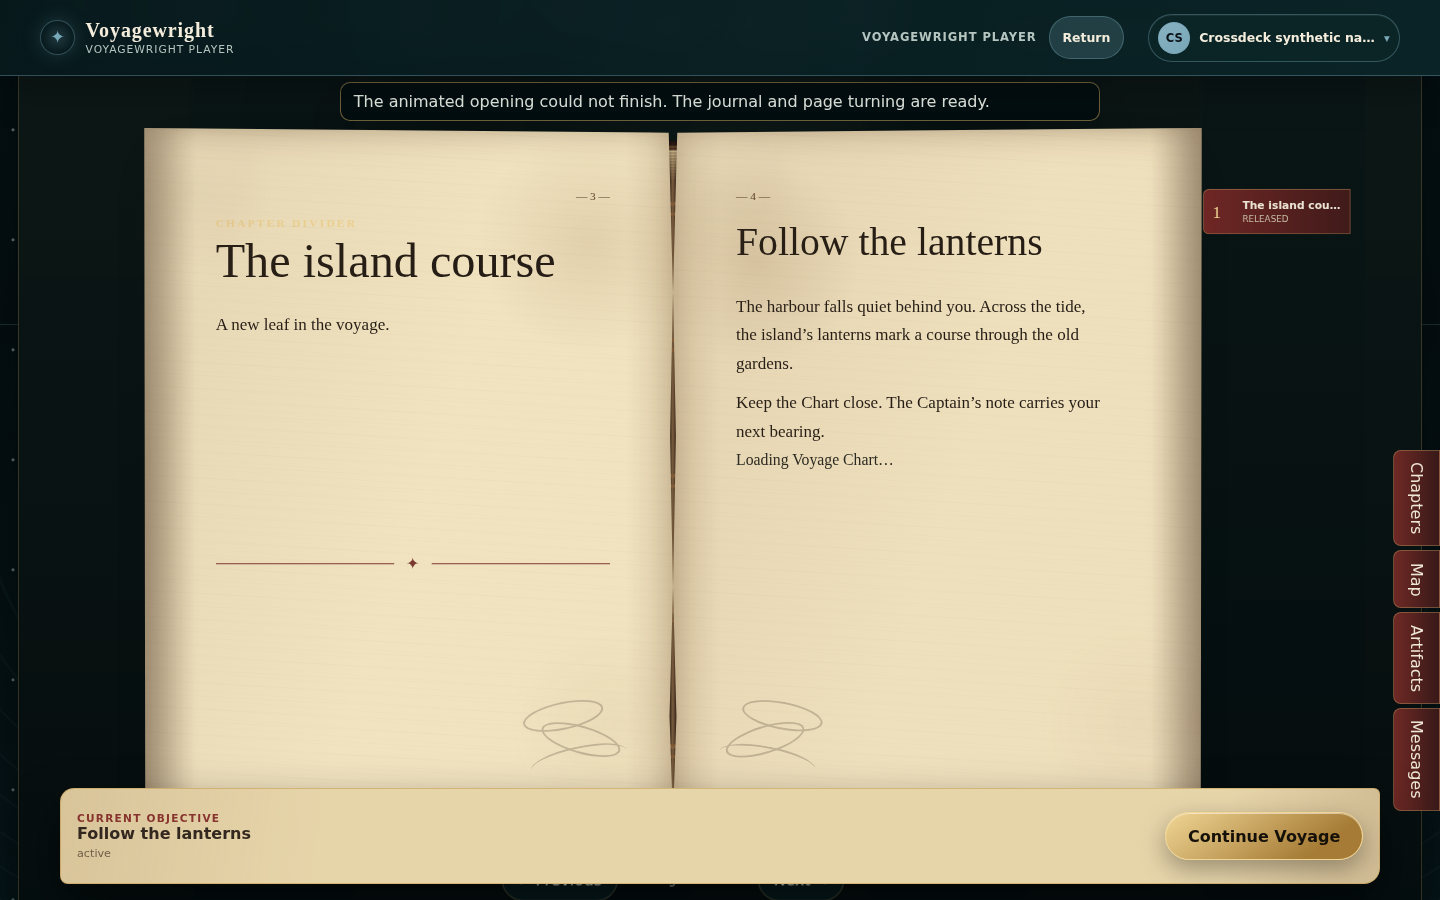 Voyagewright
VOYAGEWRIGHT PLAYER
VOYAGEWRIGHT PLAYER
Return
CS
Crossdeck synthetic na…
The animated opening could not finish. The journal and page turning are ready.
— 3 —
CHAPTER DIVIDER
The island course
A new leaf in the voyage.
— 4 —
Follow the lanterns
The harbour falls quiet behind you. Across the tide,
the island’s lanterns mark a course through the old
gardens.
Keep the Chart close. The Captain’s note carries your
next bearing.
Loading Voyage Chart…
1
The island cou…
RELEASED
Chapters
Map
Artifacts
Messages
CURRENT OBJECTIVE
Follow the lanterns
active
Continue Voyage